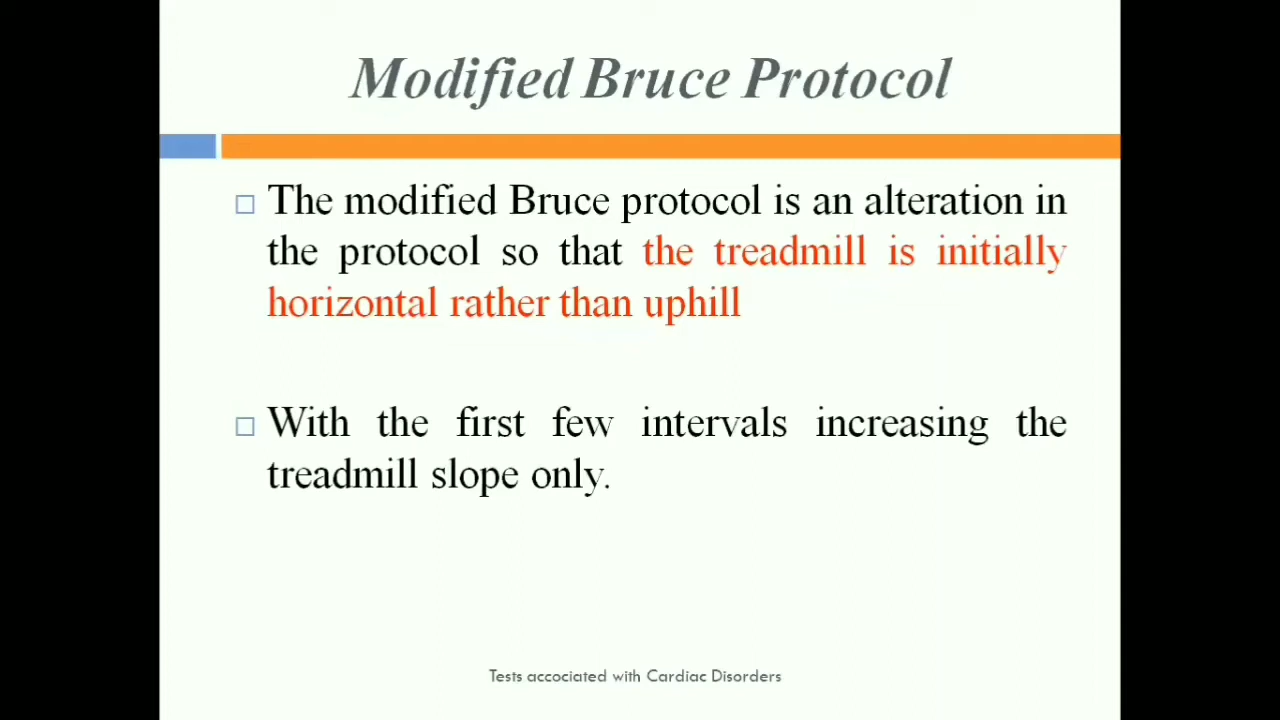 Modified Bruce Protocol
The modified Bruce protocol is an alteration in
the protocol so that the treadmill is initially
horizontal rather than uphill
With the first few intervals increasing the
treadmill slope only.
Tests accociated with Cardiac Disorders